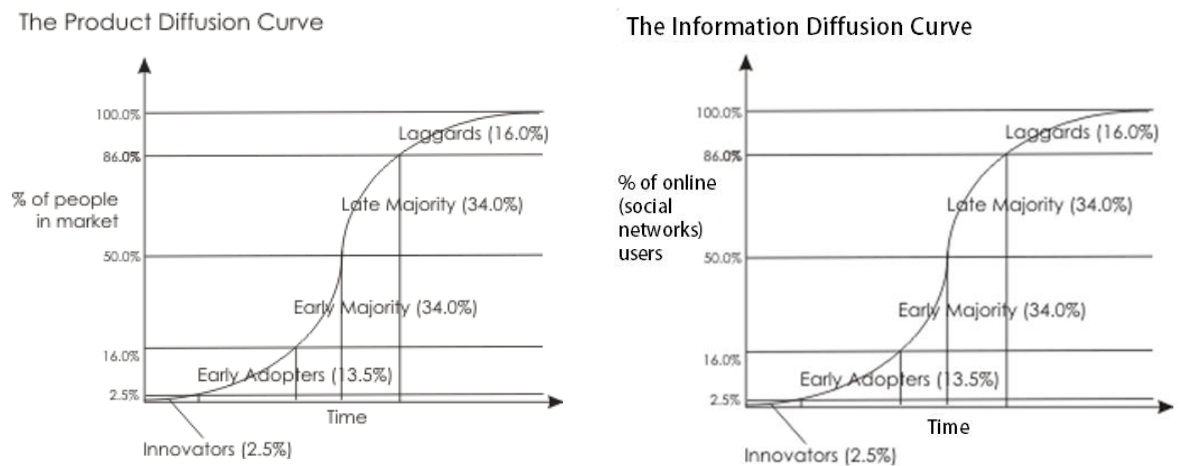 The Product Diffusion Curve
100.0%
Laggards (16.0%)
86.0%
% of people
in market
Late Majority (34.0%)
50.0%
Early Majority (34.0%)
16.0%
Early Adopters (13.5%)
2.5%
Time
Innovators (2.5%)
The Information Diffusion Curve
100.0%
Laggards (16.0%)
86.0%
% of online
(social
networks)
users
Late Majority (34.0%)
50.0%
Early Majority (34.0%)
16.0%
Early Adopters (13.5%)
2.5%
Time
Innovators (2.5%)